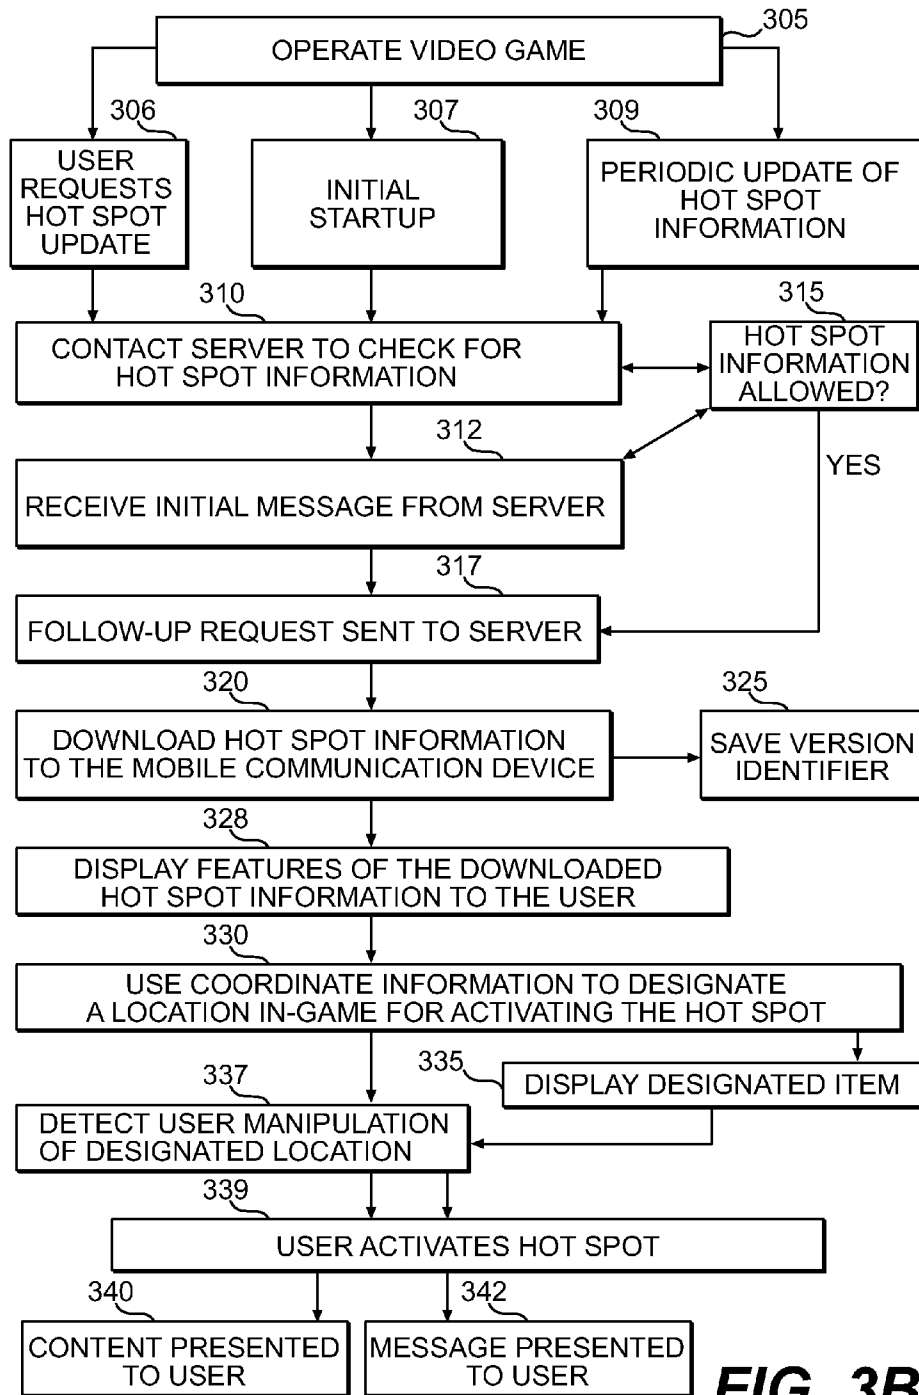 305
OPERATE VIDEO GAME
306
307
309
USER
REQUESTS
HOT SPOT
UPDATE
INITIAL
STARTUP
PERIODIC UPDATE OF
HOT SPOT
INFORMATION
310
315
CONTACT SERVER TO CHECK FOR
HOT SPOT INFORMATION
HOT SPOT
INFORMATION
ALLOWED?
312
YES
RECEIVE INITIAL MESSAGE FROM SERVER
317
FOLLOW-UP REQUEST SENT TO SERVER
320
325
DOWNLOAD HOT SPOT INFORMATION
TO THE MOBILE COMMUNICATION DEVICE
SAVE VERSION
IDENTIFIER
328
DISPLAY FEATURES OF THE DOWNLOADED
HOT SPOT INFORMATION TO THE USER
330
USE COORDINATE INFORMATION TO DESIGNATE
A LOCATION IN-GAME FOR ACTIVATING THE HOT SPOT
335
DISPLAY DESIGNATED ITEM
337
DETECT USER MANIPULATION
OF DESIGNATED LOCATION
339
USER ACTIVATES HOT SPOT
340
342
CONTENT PRESENTED
TO USER
MESSAGE PRESENTED
TO USER
FIG. 3B